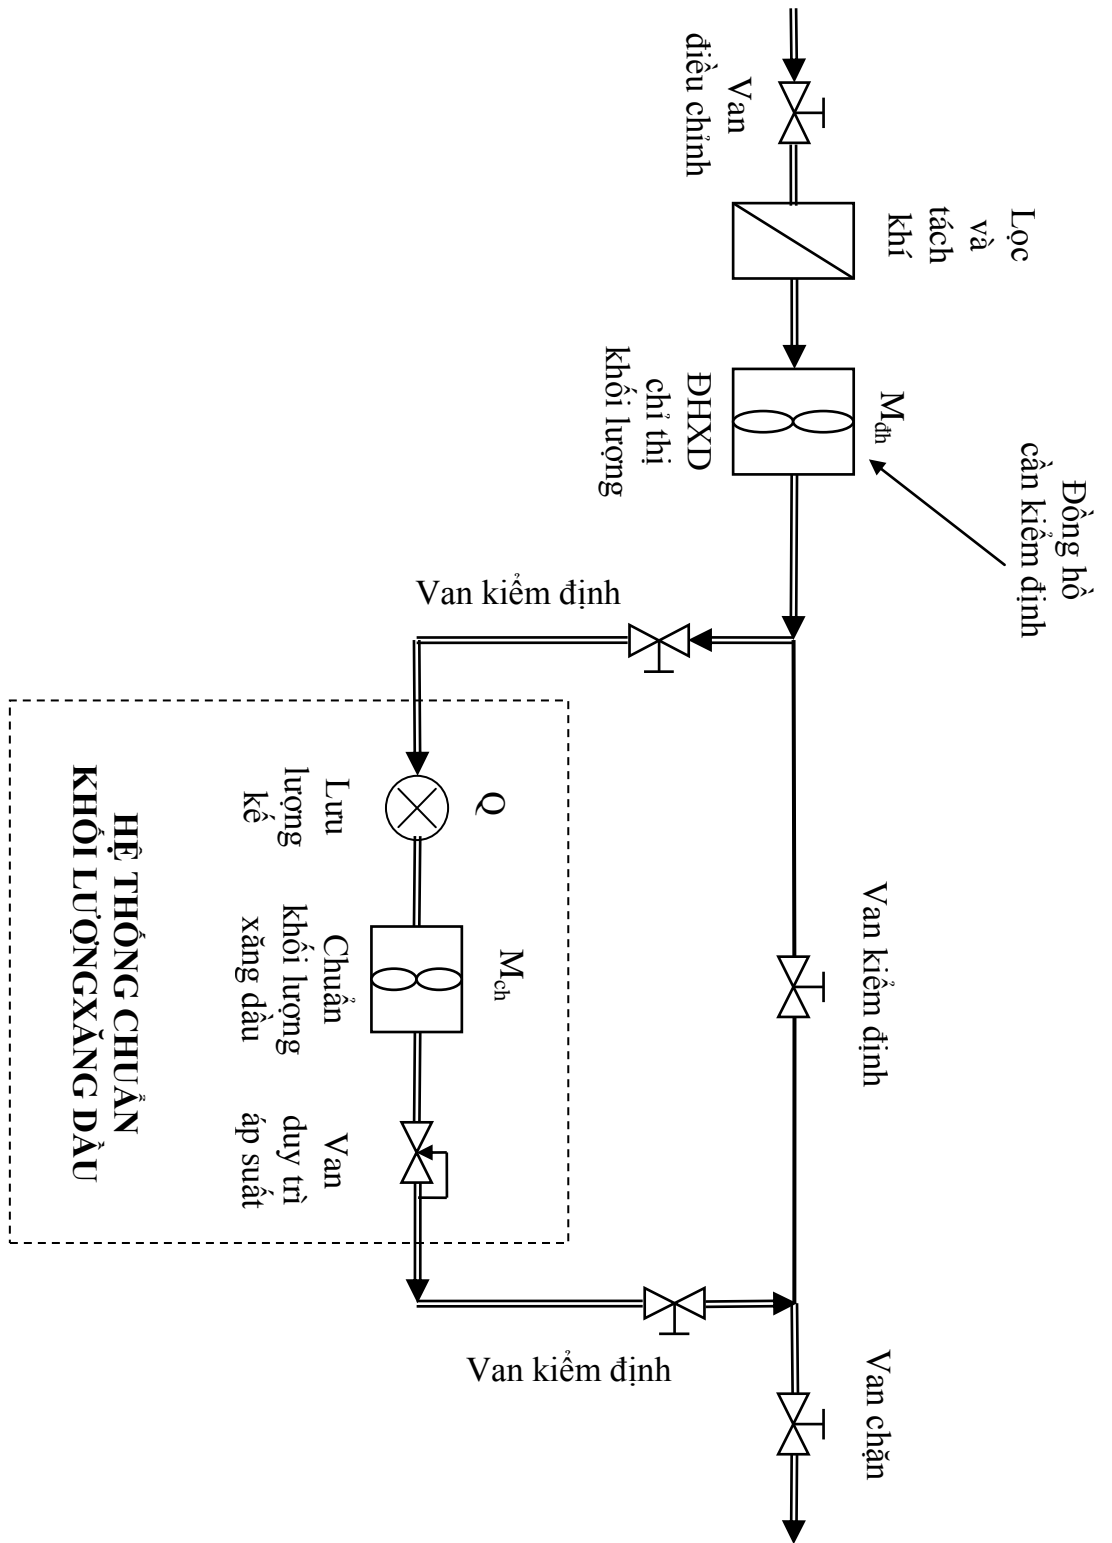 Van
điều chỉnh
Lọc
và
tách
khí
M_đh
ĐHXD
chỉ thị
khối lượng
Đồng hồ
cần kiểm định
Van kiểm định
Van kiểm định
Van kiểm định
Van chặn
Q
Lưu
lượng
kế
M_ch
Chuẩn
khối lượng
xăng dầu
Van
duy trì
áp suất
HỆ THỐNG CHUẨN
KHỐI LƯỢNGXĂNG DẦU